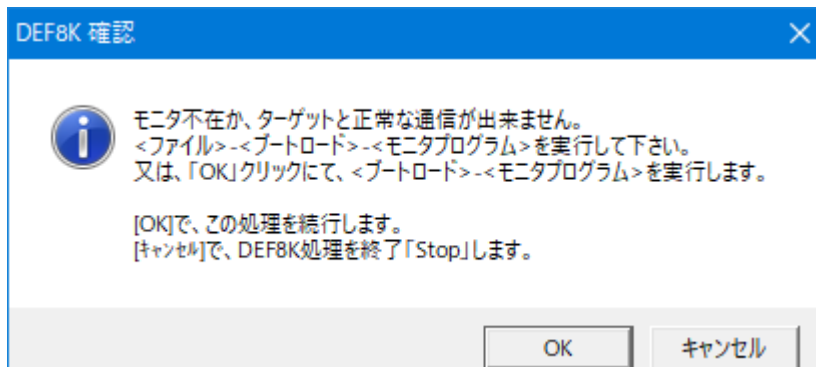 DEF8K 確認
モニタ不在か、ターゲットと正常な通信が出来ません。
<ファイル>-<ブートロード>-<モニタプログラム>を実行して下さい。
又は、「OK」クリックにて、<ブートロード>-<モニタプログラム>を実行します。
[OK]で、この処理を続行します。
[ｷｬﾝｾﾙ]で、DEF8K処理を終了「Stop」します。
OK
キャンセル